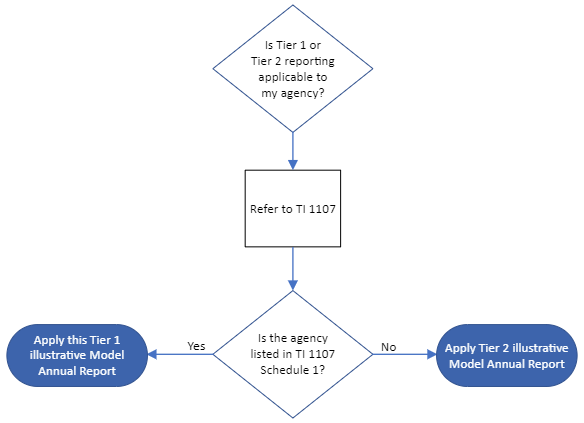 Is Tier 1 or
Tier 2 reporting
applicable to
my agency?
Refer to TI 1107
Apply this Tier 1
illustrative Model
Annual Report
Yes
Is the agency
listed in TI 1107
Schedule 1?
No
Apply Tier 2 illustrative
Model Annual Report